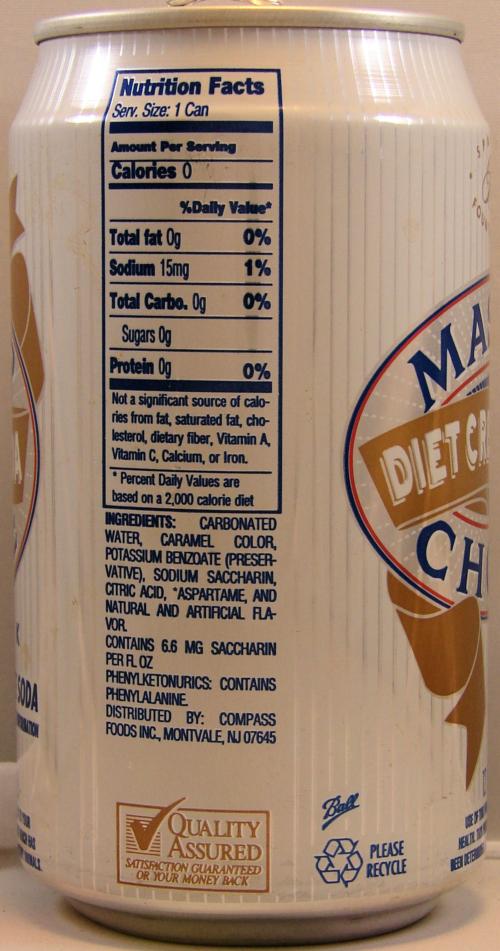 Nutrition Facts
Serv. Size: 1 Can
Amount Per Serving
Calories 0
%Daily Value*
Total fat 0g 0%
Sodium 15mg 1%
Total Carbo. 0g 0%
Sugars 0g
Protein 0g 0%
Not a significant source of calo-
ries from fat, saturated fat, cho-
lesterol, dietary fiber, Vitamin A,
Vitamin C, Calcium, or Iron.
* Percent Daily Values are
based on a 2,000 calorie diet
INGREDIENTS: CARBONATED
WATER, CARAMEL COLOR,
POTASSIUM BENZOATE (PRESER-
VATIVE), SODIUM SACCHARIN,
CITRIC ACID, *ASPARTAME, AND
NATURAL AND ARTIFICIAL FLA-
VOR.
CONTAINS 6.6 MG SACCHARIN
PER FL OZ
PHENYLKETONURICS: CONTAINS
PHENYLALANINE.
DISTRIBUTED BY: COMPASS
FOODS INC., MONTVALE, NJ 07645
QUALITY
ASSURED
SATISFACTION GUARANTEED
OR YOUR MONEY BACK
Ball
PLEASE
RECYCLE
MA
DIET CR
CH
SODA